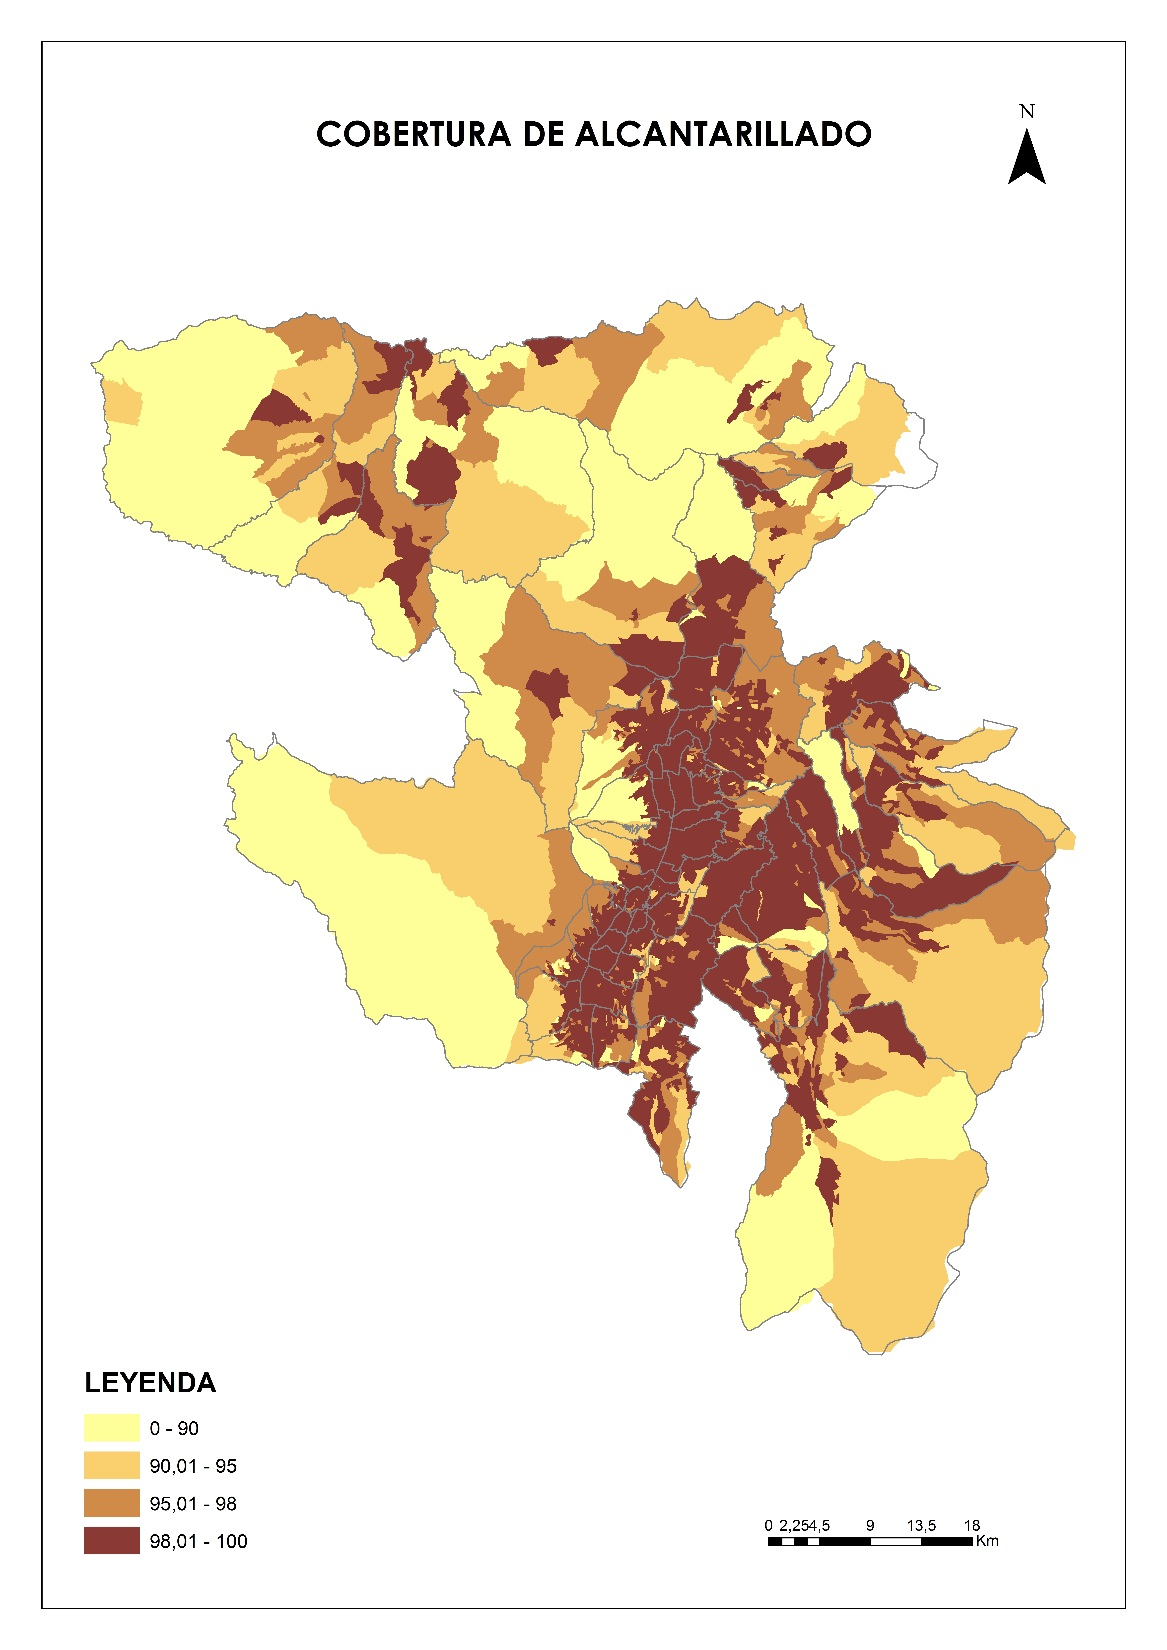 COBERTURA DE ALCANTARILLADO
N
LEYENDA
0 - 90
90,01 - 95
95,01 - 98
98,01 - 100
0 2,254,5 9 13,5 18
Km